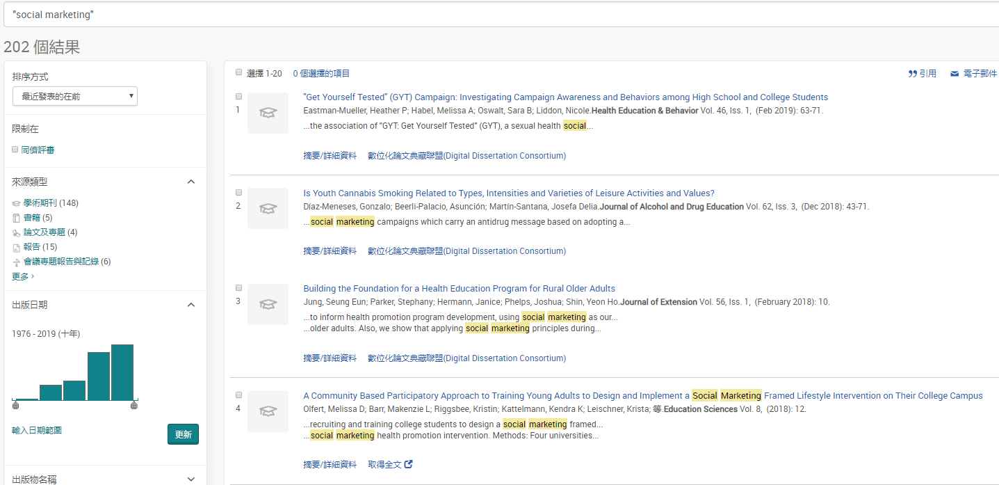 "social marketing"
202 個結果
排序方式
最近發表的在前
限制在
同儕評審
來源類型
學術期刊 (148)
書籍 (5)
論文及專題 (4)
報告 (15)
會議專題報告與記錄 (6)
更多 ›
出版日期
1976 - 2019 (十年)
輸入日期範圍
更新
出版物名稱
選擇 1-20 0 個選擇的項目
引用 電子郵件
1
"Get Yourself Tested" (GYT) Campaign: Investigating Campaign Awareness and Behaviors among High School and College Students
Eastman-Mueller, Heather P; Habel, Melissa A; Oswalt, Sara B; Liddon, Nicole.Health Education & Behavior Vol. 46, Iss. 1, (Feb 2019): 63-71.
...the association of "GYT: Get Yourself Tested" (GYT), a sexual health social...
摘要/詳細資料 數位化論文典藏聯盟(Digital Dissertation Consortium)
2
Is Youth Cannabis Smoking Related to Types, Intensities and Varieties of Leisure Activities and Values?
Díaz-Meneses, Gonzalo; Beerli-Palacio, Asunción; Martín-Santana, Josefa Delia.Journal of Alcohol and Drug Education Vol. 62, Iss. 3, (Dec 2018): 43-71.
...social marketing campaigns which carry an antidrug message based on adopting a...
摘要/詳細資料 數位化論文典藏聯盟(Digital Dissertation Consortium)
3
Building the Foundation for a Health Education Program for Rural Older Adults
Jung, Seung Eun; Parker, Stephany; Hermann, Janice; Phelps, Joshua; Shin, Yeon Ho.Journal of Extension Vol. 56, Iss. 1, (February 2018): 10.
...to inform health promotion program development, using social marketing as our...
...older adults. Also, we show that applying social marketing principles during...
摘要/詳細資料 數位化論文典藏聯盟(Digital Dissertation Consortium)
4
A Community Based Participatory Approach to Training Young Adults to Design and Implement a Social Marketing Framed Lifestyle Intervention on Their College Campus
Olfert, Melissa D; Barr, Makenzie L; Riggsbee, Kristin; Kattelmann, Kendra K; Leischner, Krista; 等.Education Sciences Vol. 8, (2018): 12.
...recruiting and training college students to design a social marketing framed...
...social marketing health promotion intervention. Methods: Four universities...
摘要/詳細資料 取得全文